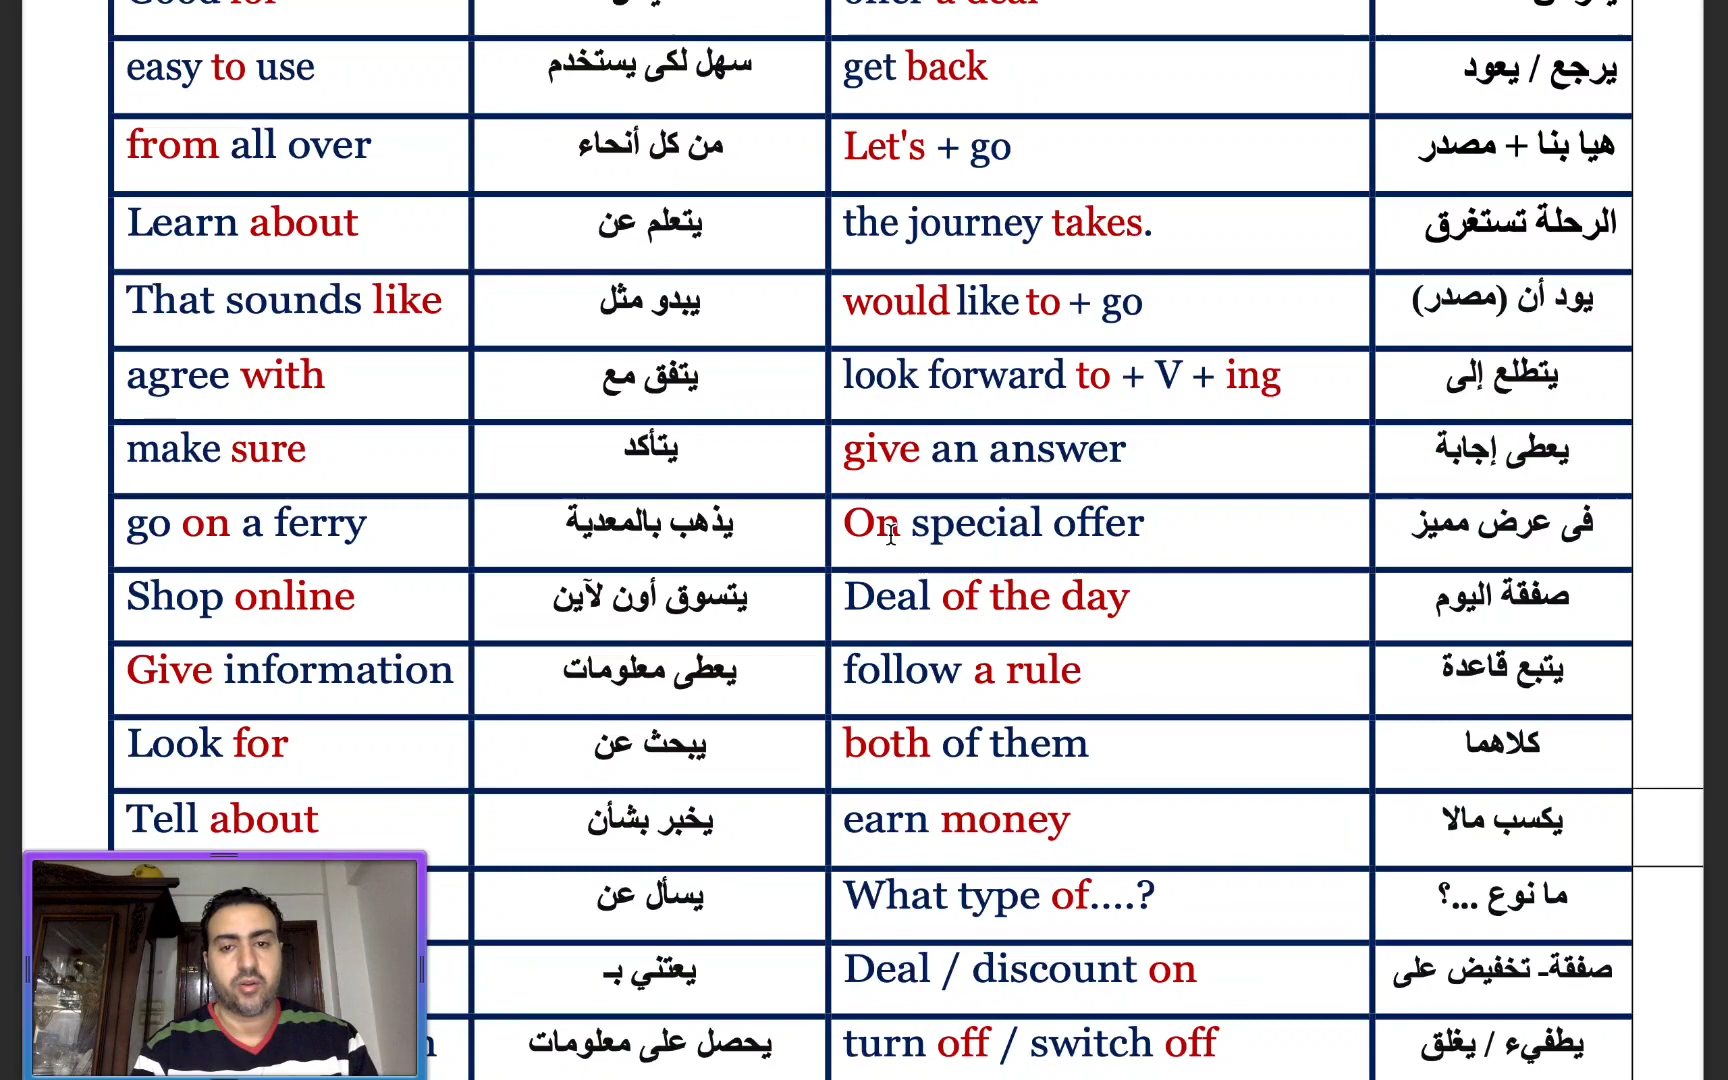 easy to use سهل لكى يستخدم get back يرجع / يعود
from all over من كل أنحاء Let's + go هيا بنا + مصدر
Learn about يتعلم عن the journey takes. الرحلة تستغرق
That sounds like يبدو مثل would like to + go يود أن (مصدر)
agree with يتفق مع look forward to + V + ing يتطلع إلى
make sure يتأكد give an answer يعطى إجابة
go on a ferry يذهب بالمعدية On special offer فى عرض مميز
Shop online يتسوق أون لآين Deal of the day صفقة اليوم
Give information يعطى معلومات follow a rule يتبع قاعدة
Look for يبحث عن both of them كلاهما
Tell about يخبر بشأن earn money يكسب مالا
يسأل عن What type of....? ما نوع ...؟
يعتني بـ Deal / discount on صفقة- تخفيض على
يحصل على معلومات turn off / switch off يطفيء / يغلق